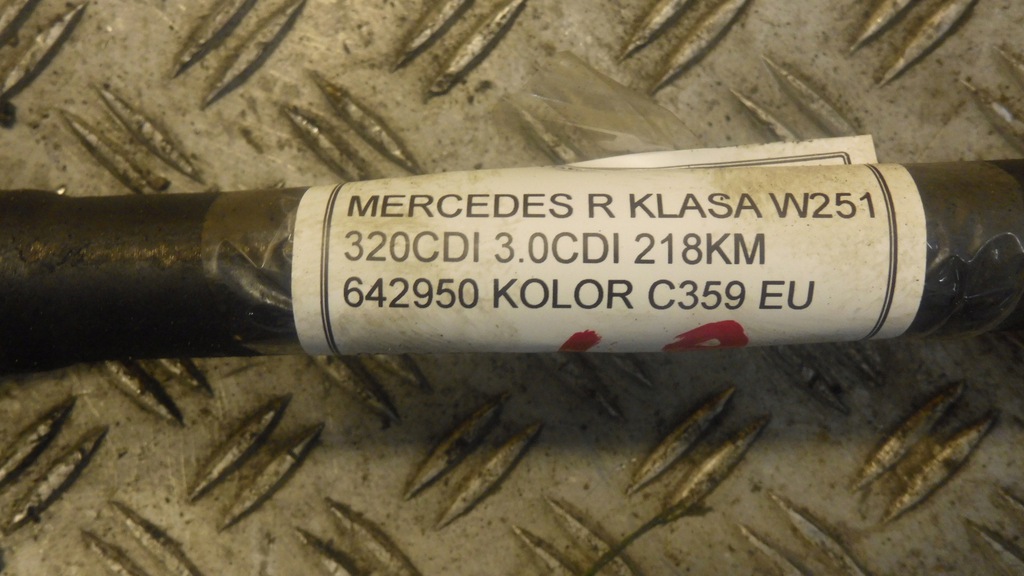 MERCEDES R KLASA W251
320CDI 3.0CDI 218KM
642950 KOLOR C359 EU